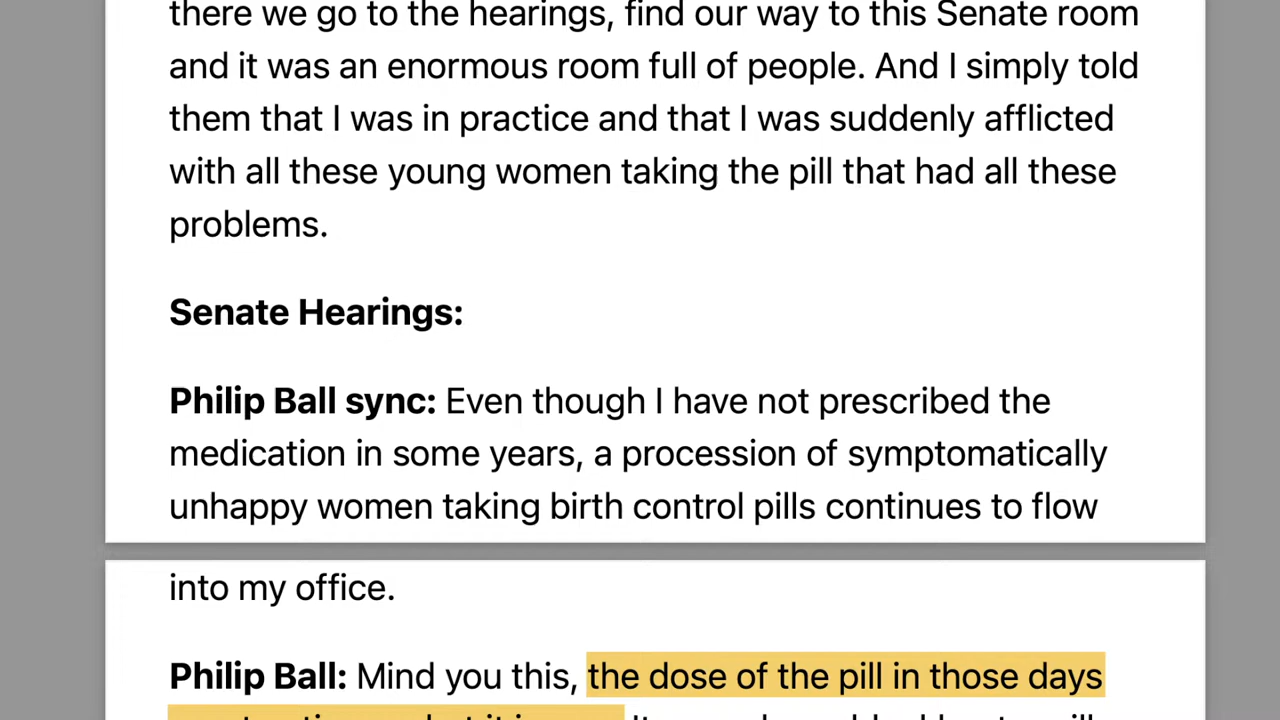 there we go to the hearings, find our way to this Senate room
and it was an enormous room full of people. And I simply told
them that I was in practice and that I was suddenly afflicted
with all these young women taking the pill that had all these
problems.
Senate Hearings:
Philip Ball sync: Even though I have not prescribed the
medication in some years, a procession of symptomatically
unhappy women taking birth control pills continues to flow
into my office.
Philip Ball: Mind you this, the dose of the pill in those days